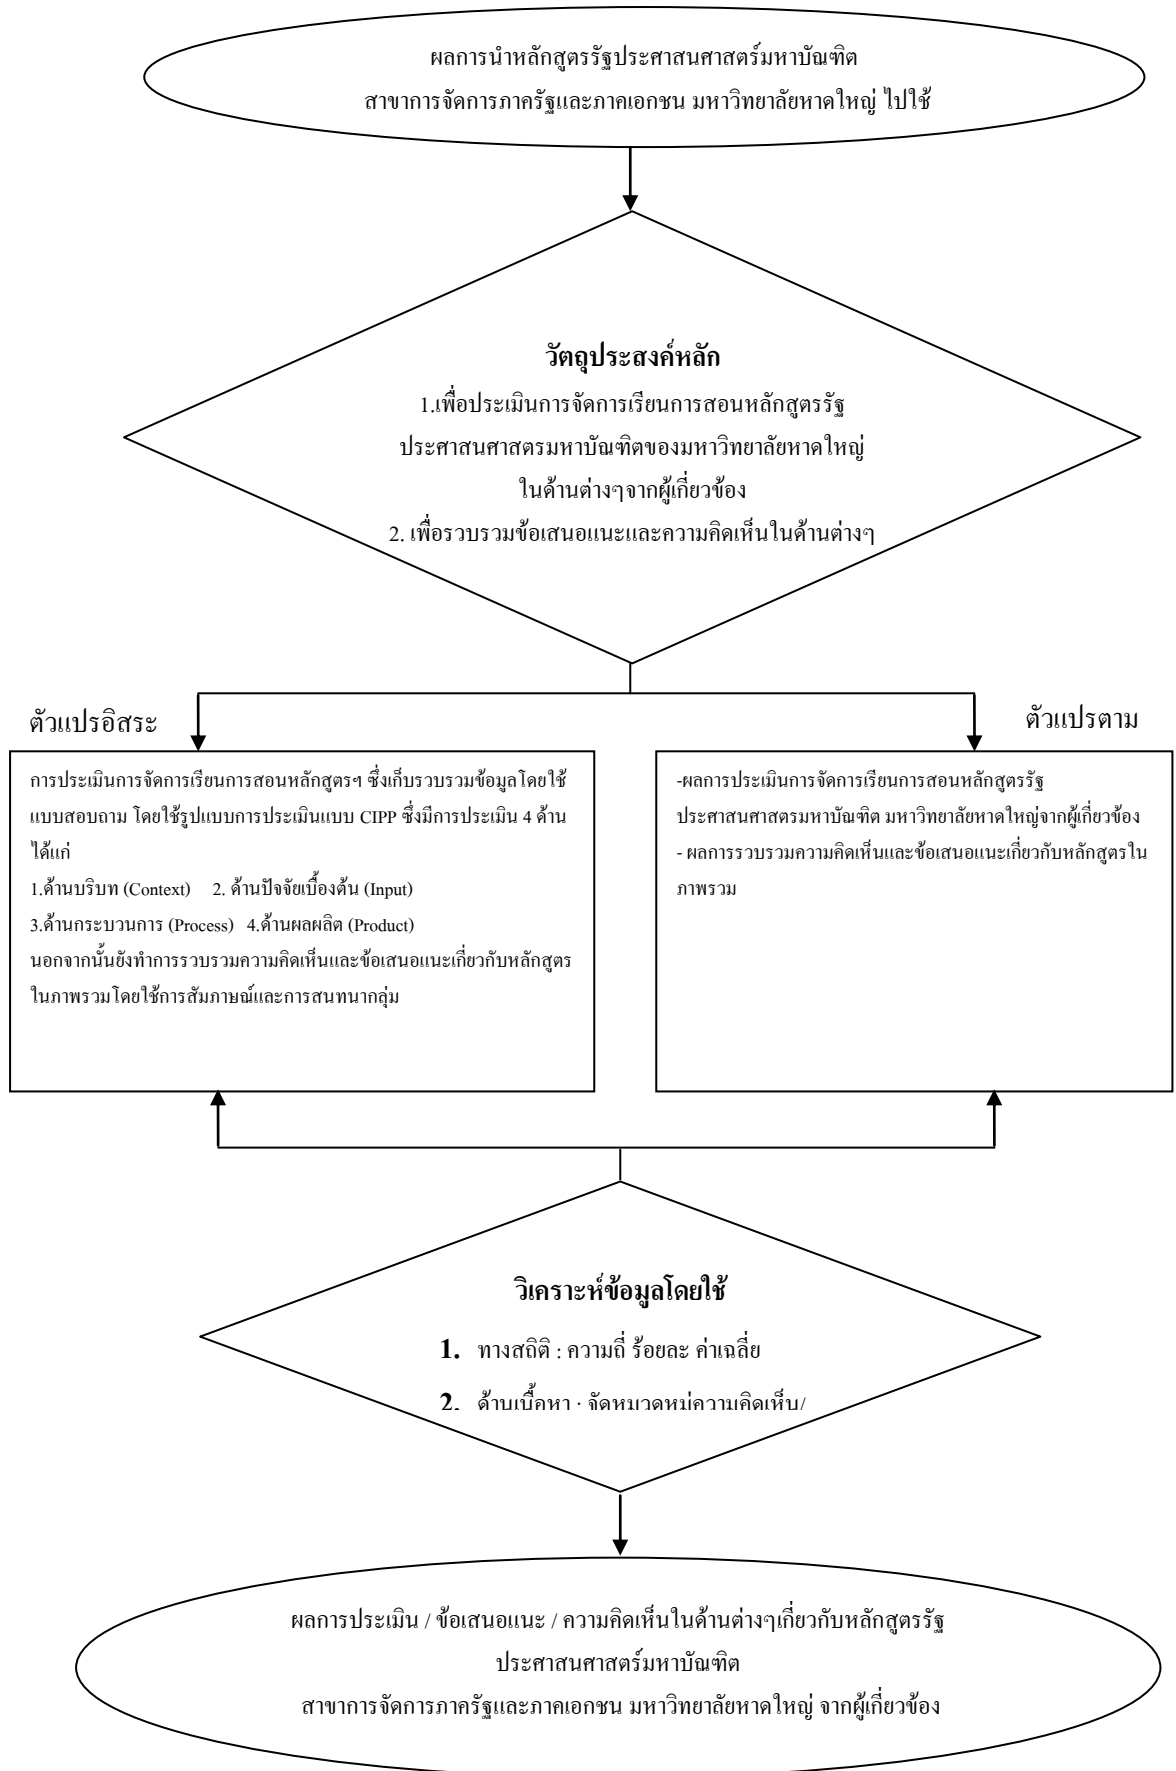 ผลการนำหลักสูตรรัฐประศาสนศาสตร์มหาบัณฑิต
สาขาการจัดการภาครัฐและภาคเอกชน มหาวิทยาลัยหาดใหญ่ ไปใช้
วัตถุประสงค์หลัก
1.เพื่อประเมินการจัดการเรียนการสอนหลักสูตรรัฐ
ประศาสนศาสตรมหาบัณฑิตของมหาวิทยาลัยหาดใหญ่
ในด้านต่างๆจากผู้เกี่ยวข้อง
2. เพื่อรวบรวมข้อเสนอแนะและความคิดเห็นในด้านต่างๆ
ตัวแปรอิสระ
การประเมินการจัดการเรียนการสอนหลักสูตรฯ ซึ่งเก็บรวบรวมข้อมูลโดยใช้
แบบสอบถาม โดยใช้รูปแบบการประเมินแบบ CIPP ซึ่งมีการประเมิน 4 ด้าน
ได้แก่
1.ด้านบริบท (Context) 2. ด้านปัจจัยเบื้องต้น (Input)
3.ด้านกระบวนการ (Process) 4.ด้านผลผลิต (Product)
นอกจากนั้นยังทำการรวบรวมความคิดเห็นและข้อเสนอแนะเกี่ยวกับหลักสูตร
ในภาพรวมโดยใช้การสัมภาษณ์และการสนทนากลุ่ม
ตัวแปรตาม
-ผลการประเมินการจัดการเรียนการสอนหลักสูตรรัฐ
ประศาสนศาสตรมหาบัณฑิต มหาวิทยาลัยหาดใหญ่จากผู้เกี่ยวข้อง
- ผลการรวบรวมความคิดเห็นและข้อเสนอแนะเกี่ยวกับหลักสูตรใน
ภาพรวม
วิเคราะห์ข้อมูลโดยใช้
1. ทางสถิติ : ความถี่ ร้อยละ ค่าเฉลี่ย
2. ด้านเนื้อหา : จัดหมวดหมู่ความคิดเห็น/
ผลการประเมิน / ข้อเสนอแนะ / ความคิดเห็นในด้านต่างๆเกี่ยวกับหลักสูตรรัฐ
ประศาสนศาสตร์มหาบัณฑิต
สาขาการจัดการภาครัฐและภาคเอกชน มหาวิทยาลัยหาดใหญ่ จากผู้เกี่ยวข้อง